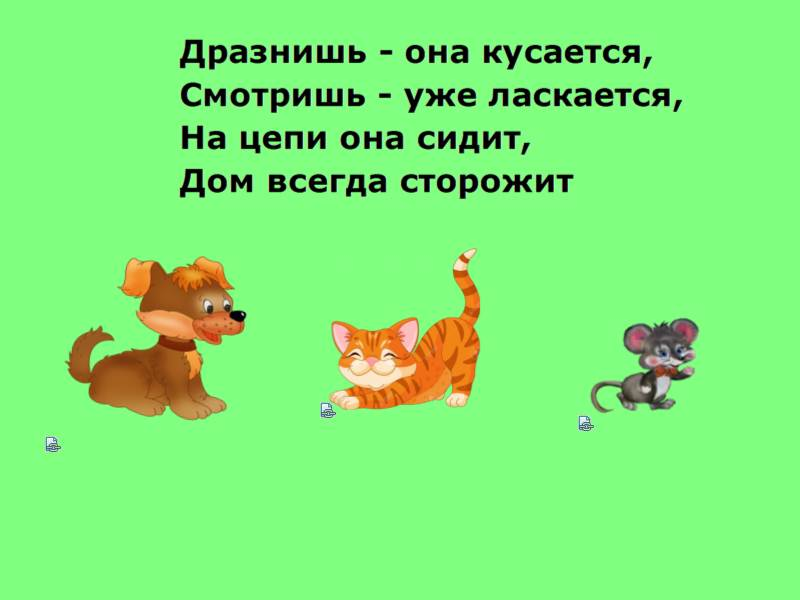 Дразнишь - она кусается,
Смотришь - уже ласкается,
На цепи она сидит,
Дом всегда сторожит